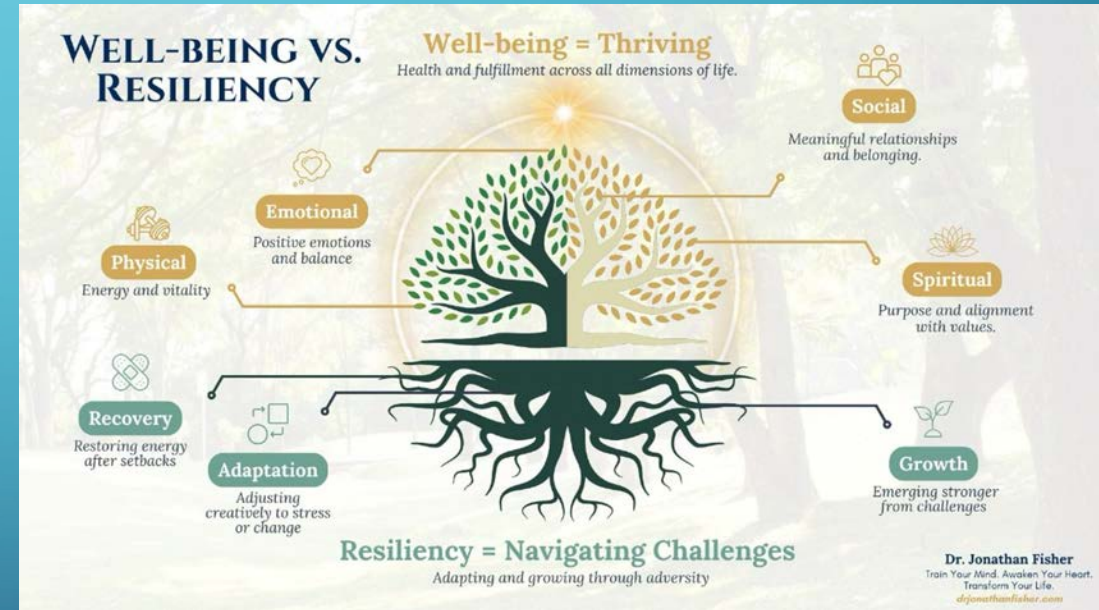 WELL-BEING VS.
RESILIENCY
Well-being = Thriving
Health and fulfillment across all dimensions of life.
Social
Meaningful relationships
and belonging.
Emotional
Positive emotions
and balance
Physical
Energy and vitality
Spiritual
Purpose and alignment
with values.
Recovery
Restoring energy
after setbacks
Adaptation
Adjusting
creatively to stress
or change
Growth
Emerging stronger
from challenges
Resiliency = Navigating Challenges
Adapting and growing through adversity
Dr. Jonathan Fisher
Train Your Mind. Awaken Your Heart.
Transform Your Life.
drjonathanfisher.com